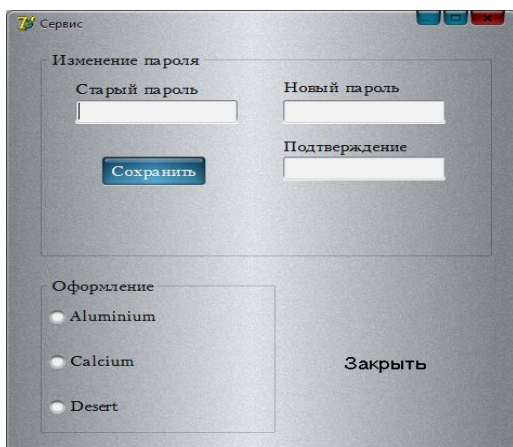 Сервис
Изменение пароля
Старый пароль
Новый пароль
Подтверждение
Сохранить
Оформление
Aluminium
Calcium
Закрыть
Desert